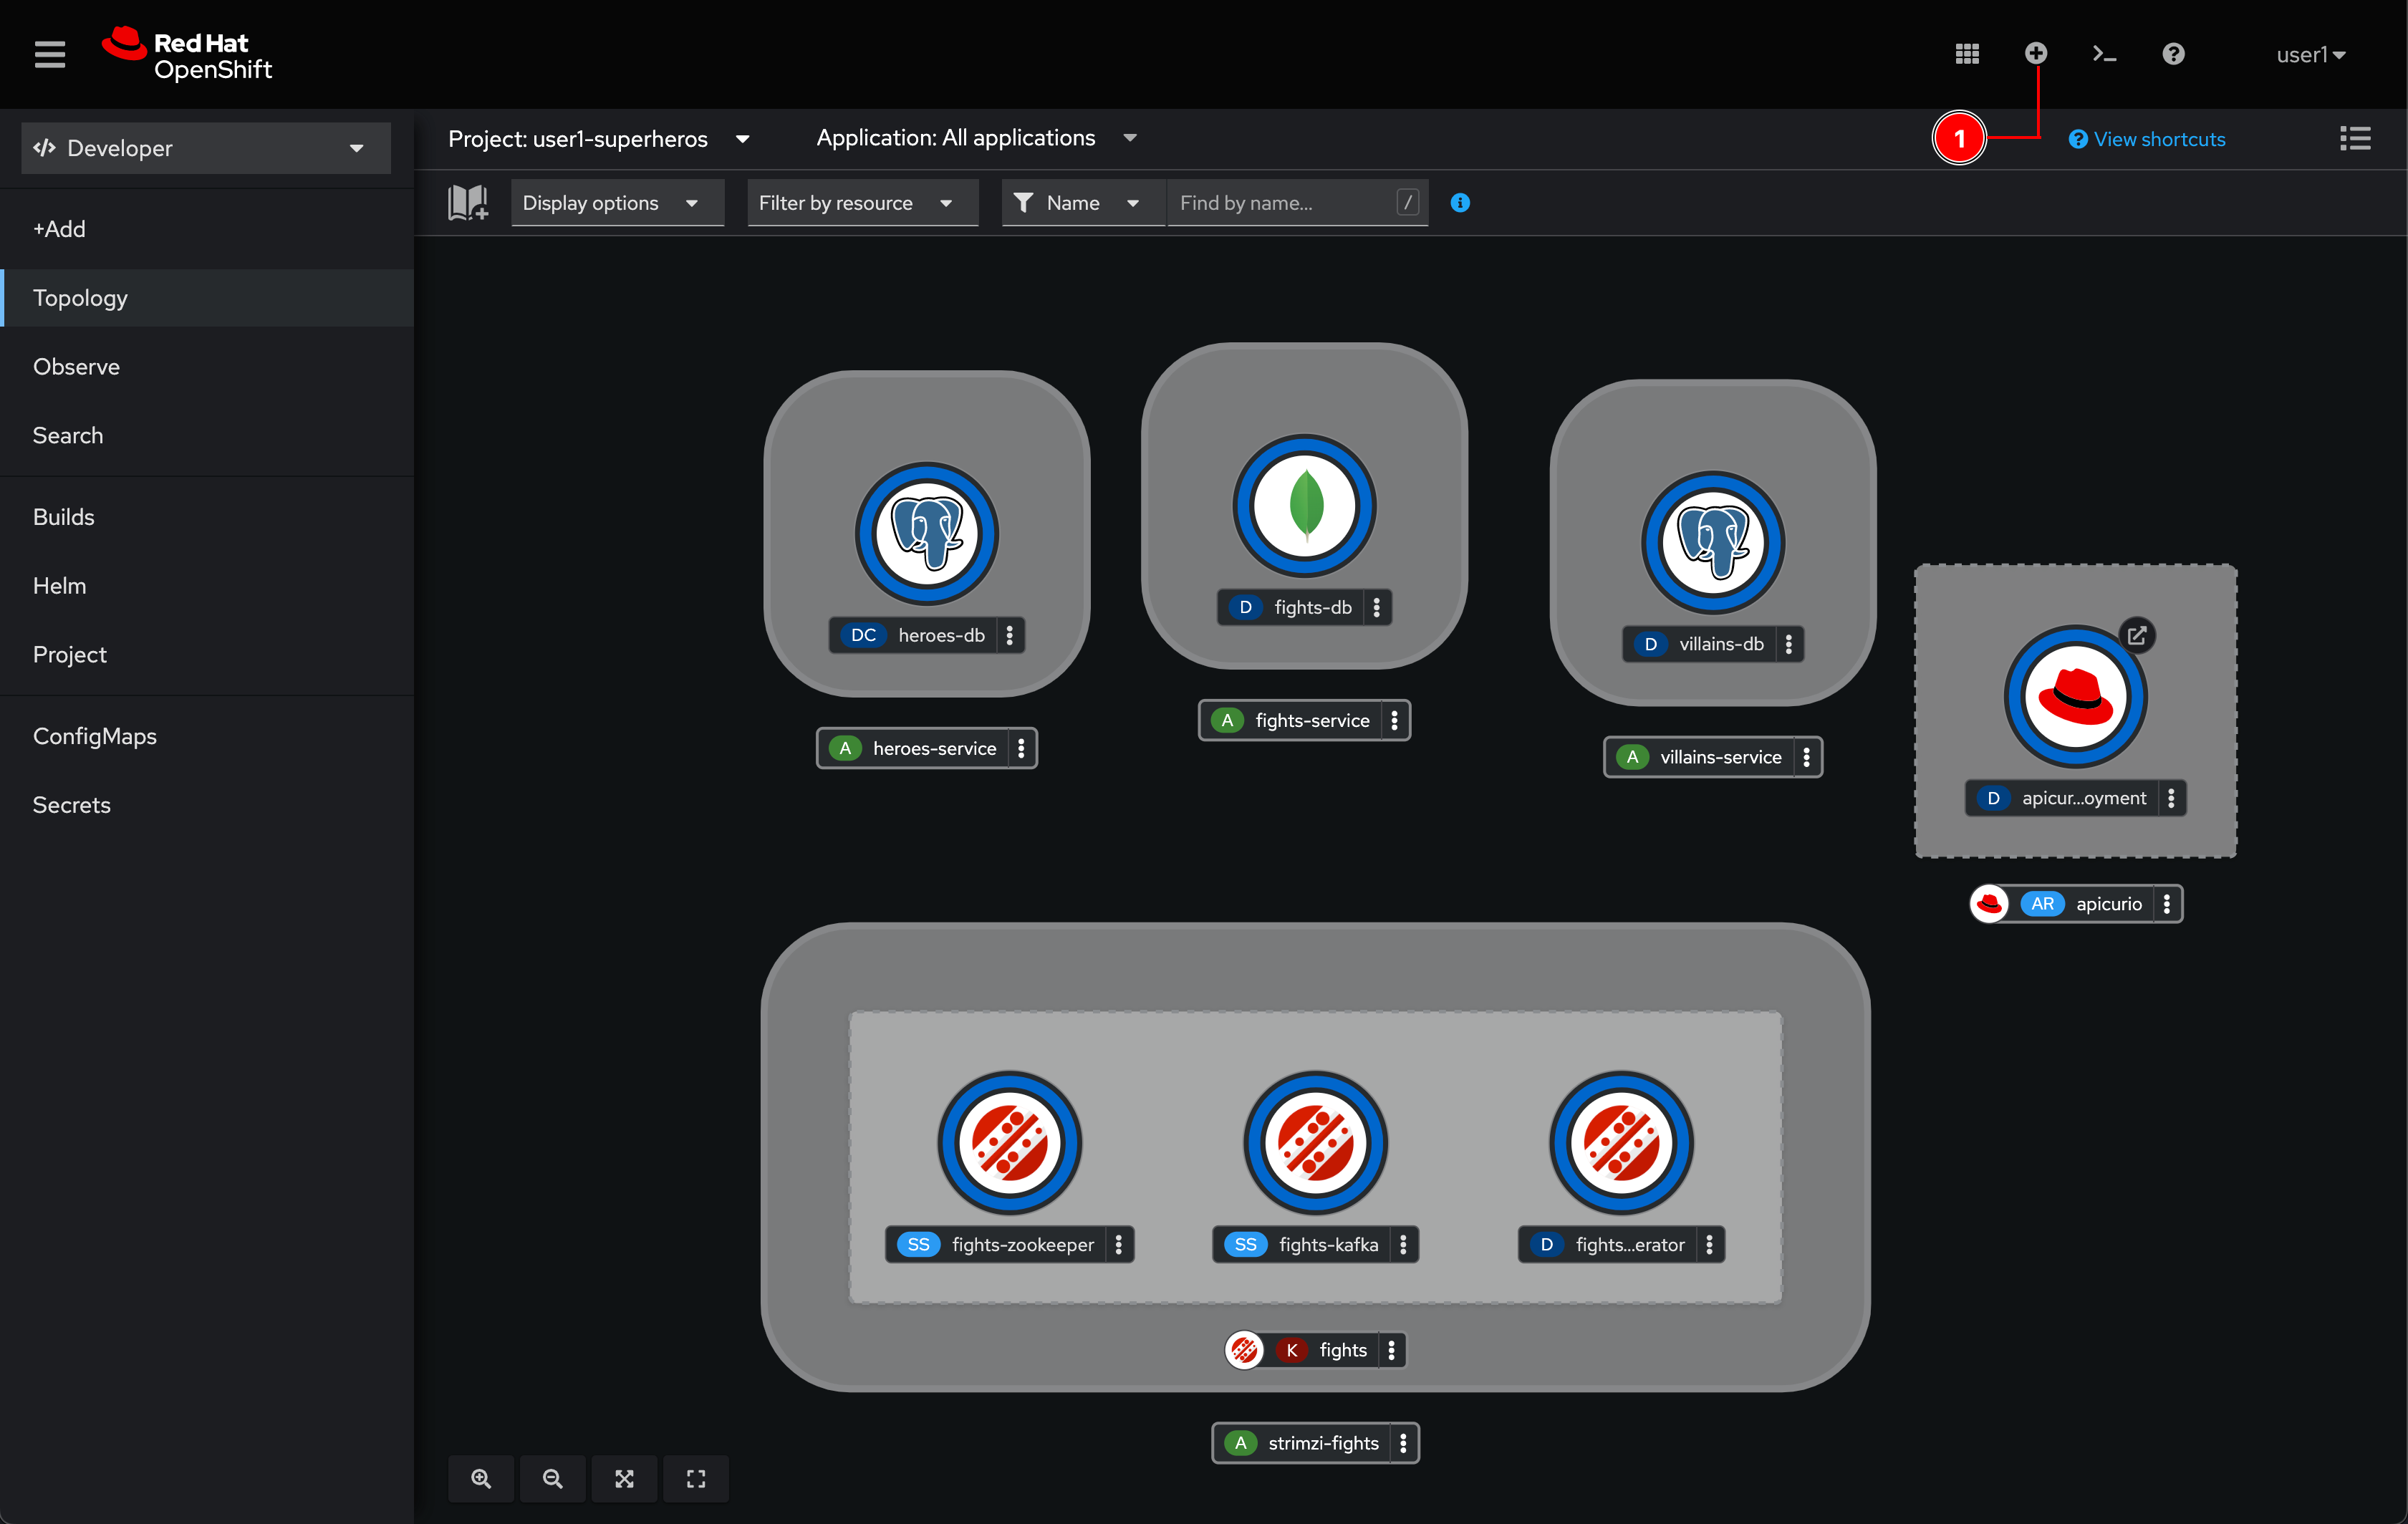 Red Hat
OpenShift
user1
1
Developer
Project: user1-superheros
Application: All applications
View shortcuts
Display options
Filter by resource
Name
Find by name...
/
+Add
Topology
Observe
Search
Builds
Helm
Project
ConfigMaps
Secrets
DC heroes-db
A heroes-service
D fights-db
A fights-service
D villains-db
A villains-service
D apicur...oyment
AR apicurio
SS fights-zookeeper
SS fights-kafka
D fights...erator
K fights
A strimzi-fights